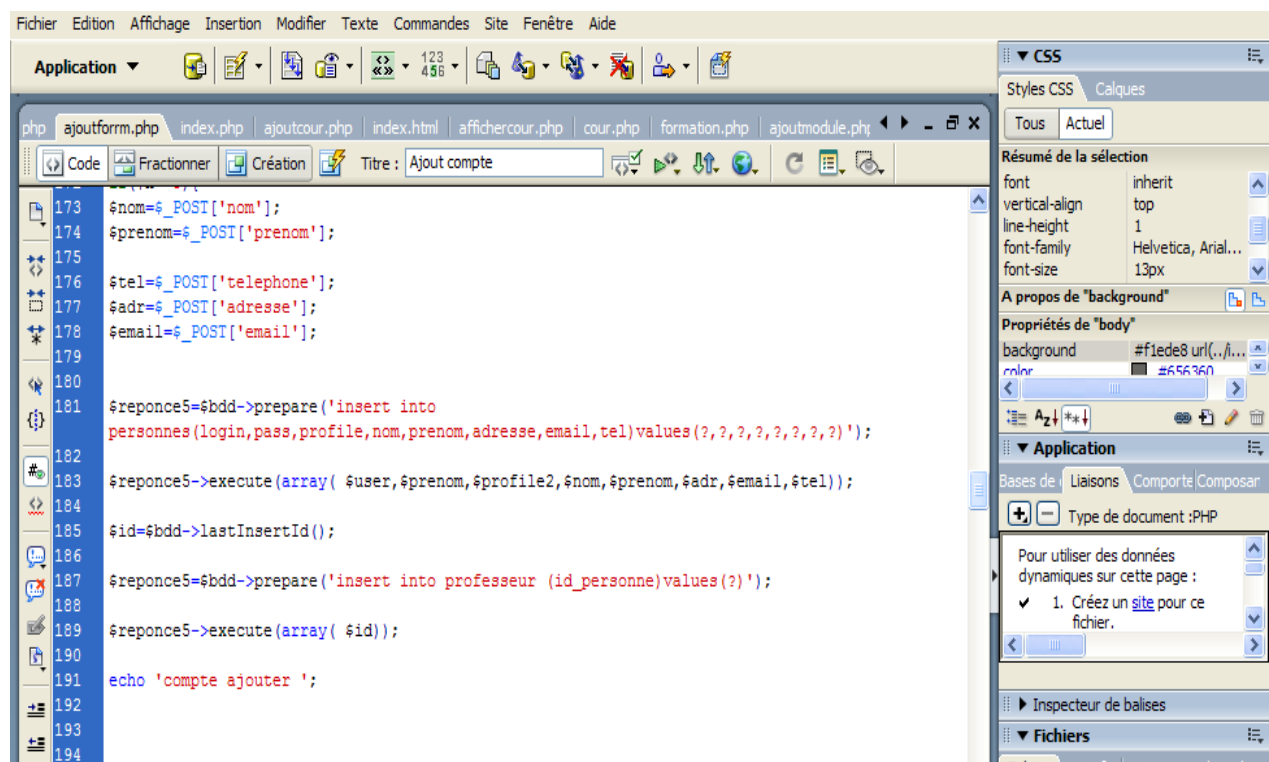 Fichier Edition Affichage Insertion Modifier Texte Commandes Site Fenêtre Aide
Application
php ajoutforrm.php index.php ajoutcour.php index.html affichercour.php cour.php formation.php ajoutmodule.php
Code Fractionner Création Titre : Ajout compte
173 $nom=$_POST['nom'];
174 $prenom=$_POST['prenom'];
175
176 $tel=$_POST['telephone'];
177 $adr=$_POST['adresse'];
178 $email=$_POST['email'];
179
180
181 $reponce5=$bdd->prepare('insert into
personnes(login,pass,profile,nom,prenom,adresse,email,tel)values(?,?,?,?,?,?,?,?)');
182
183 $reponce5->execute(array( $user,$prenom,$profile2,$nom,$prenom,$adr,$email,$tel));
184
185 $id=$bdd->lastInsertId();
186
187 $reponce5=$bdd->prepare('insert into professeur (id_personne)values(?)');
188
189 $reponce5->execute(array( $id));
190
191 echo 'compte ajouter ';
192
193
194
CSS
Styles CSS Calques
Tous Actuel
Résumé de la sélection
font inherit
vertical-align top
line-height 1
font-family Helvetica, Arial...
font-size 13px
A propos de "background"
Propriétés de "body"
background #f1ede8 url(../i...
color #656360
Application
Bases de Liaisons Comporte Composan
Type de document :PHP
Pour utiliser des
données
dynamiques sur
cette page :
1. Créez un site pour ce
fichier.
Inspecteur de balises
Fichiers